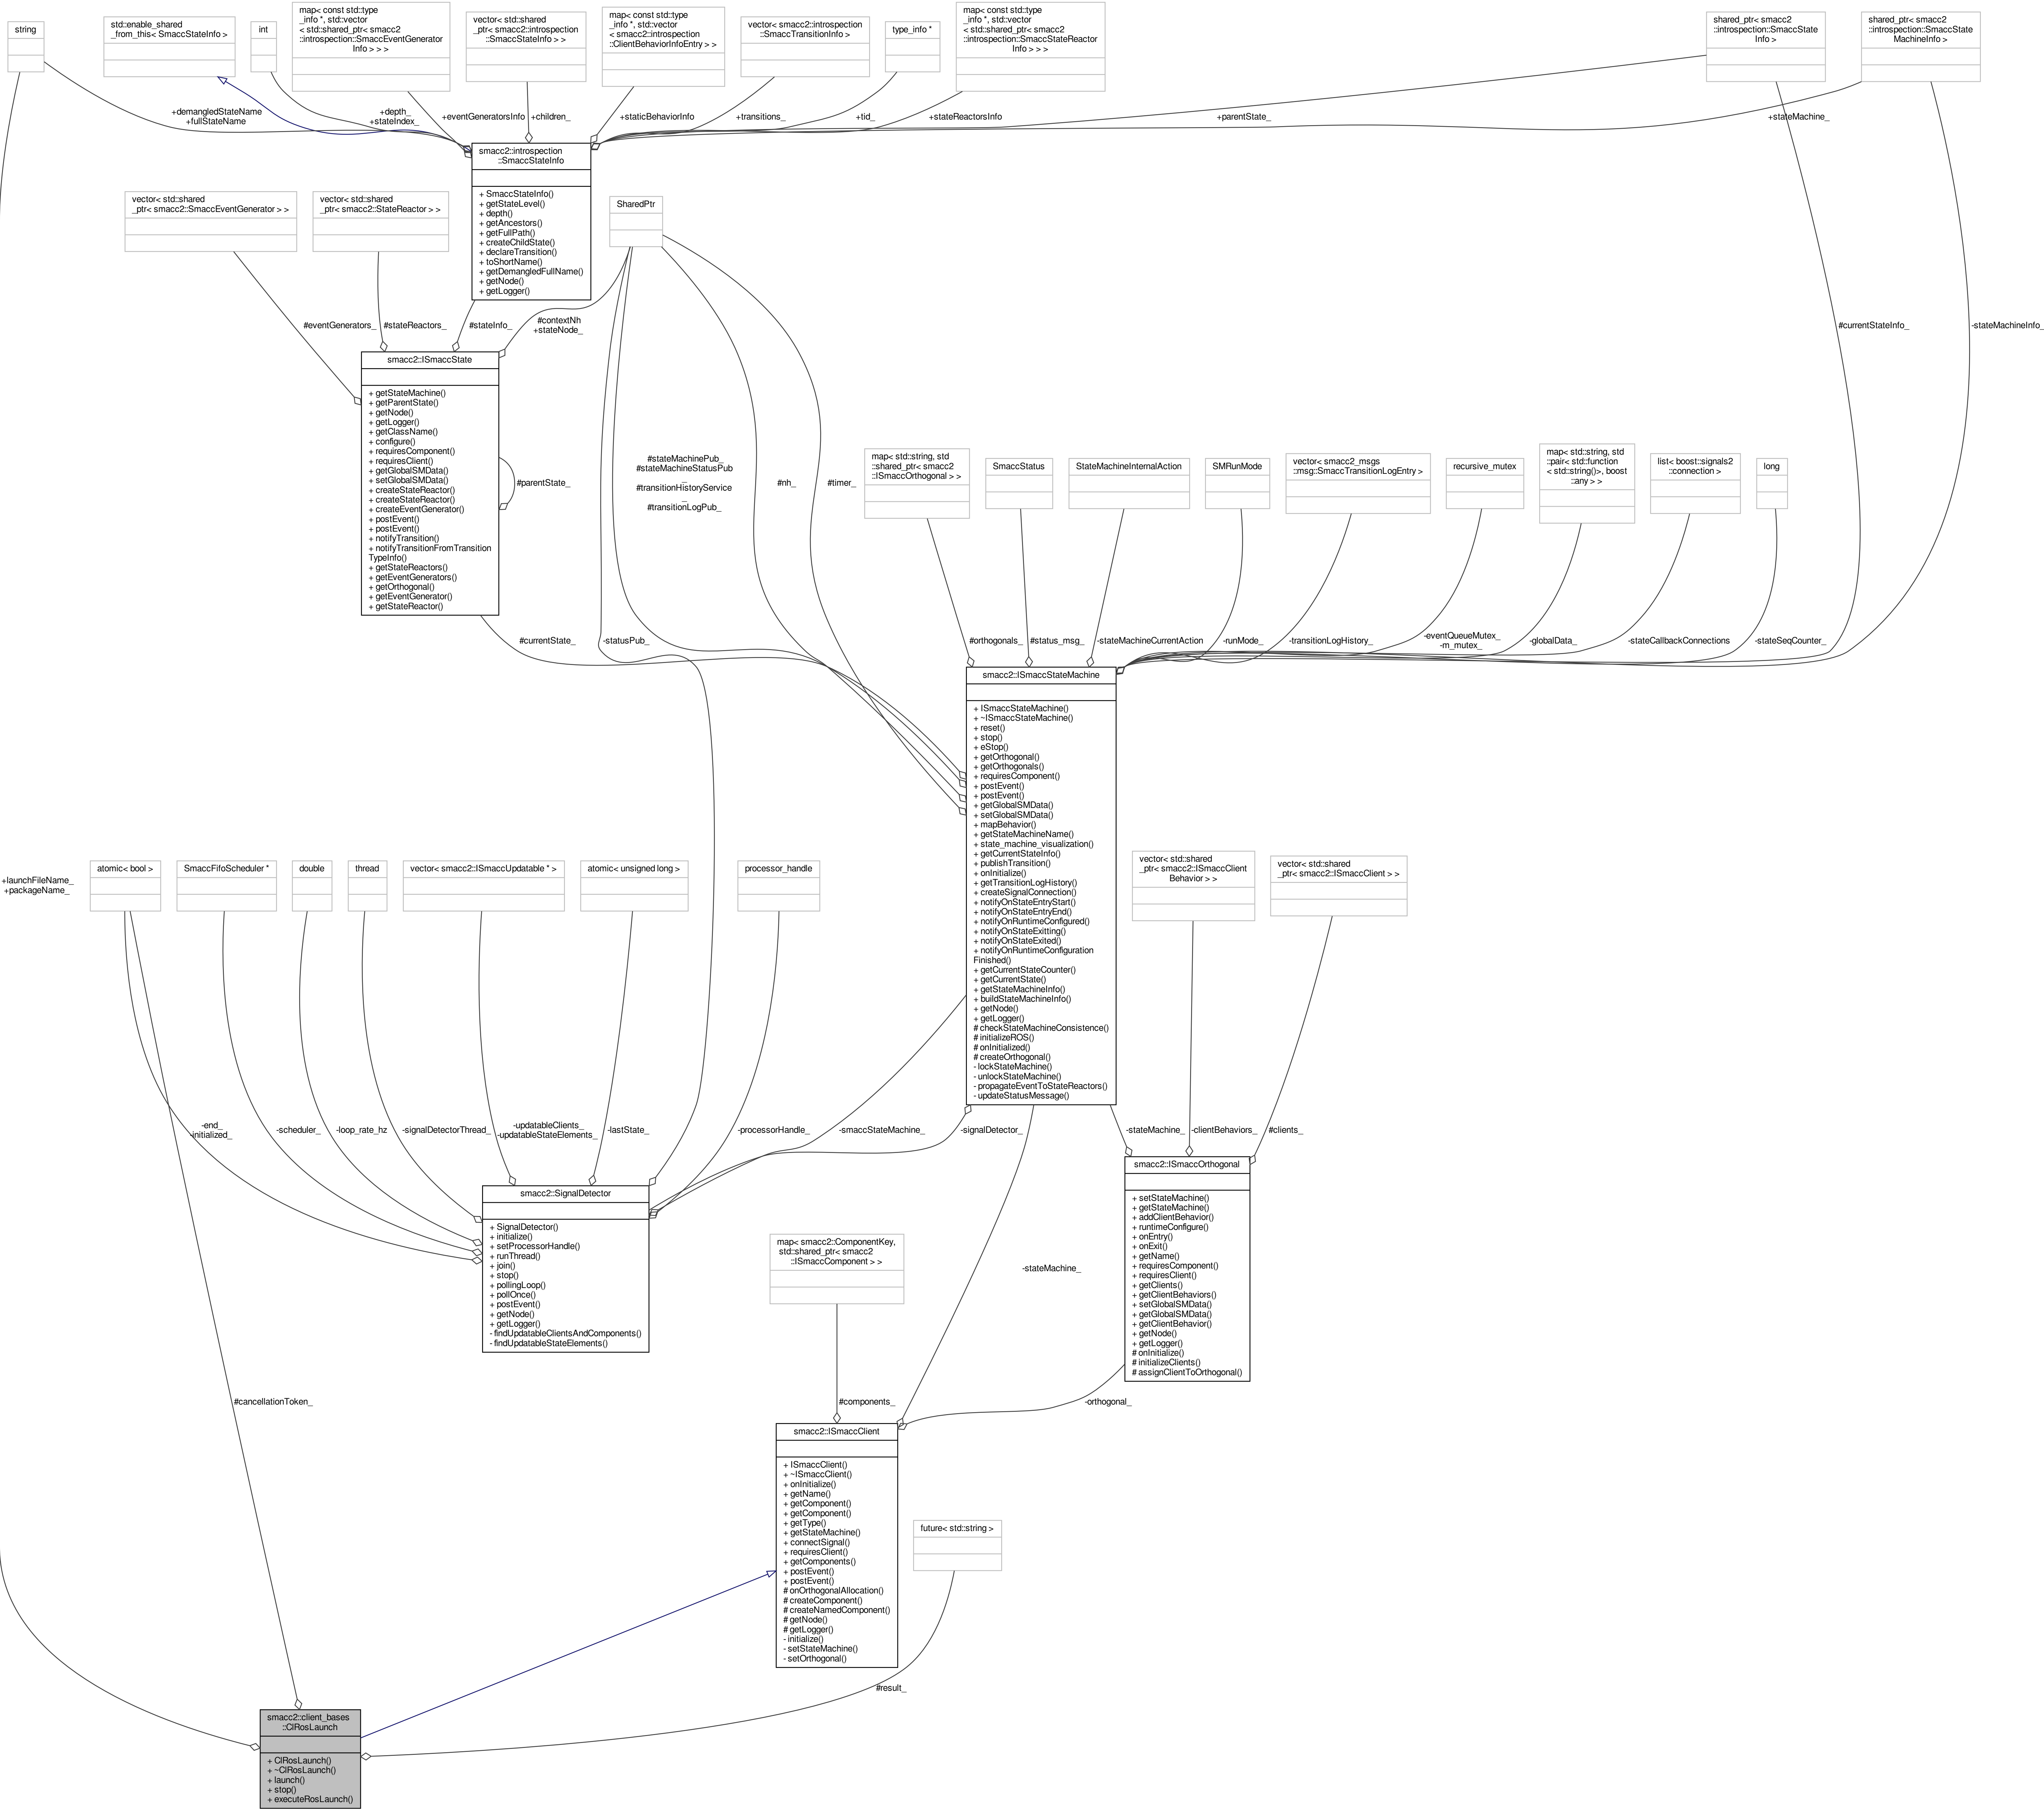 string
std::enable_shared
_from_this< SmaccStateInfo >
int
map< const std::type
_info *, std::vector
< std::shared_ptr< smacc2
::introspection::SmaccEventGenerator
Info > > >
vector< std::shared
_ptr< smacc2::introspection
::SmaccStateInfo > >
map< const std::type
_info *, std::vector
< smacc2::introspection
::ClientBehaviorInfoEntry > >
vector< smacc2::introspection
::SmaccTransitionInfo >
type_info *
map< const std::type
_info *, std::vector
< std::shared_ptr< smacc2
::introspection::SmaccStateReactor
Info > > >
shared_ptr< smacc2
::introspection::SmaccState
Info >
shared_ptr< smacc2
::introspection::SmaccState
MachineInfo >
+demangledStateName
+fullStateName
+depth_
+stateIndex_
+eventGeneratorsInfo
+children_
+staticBehaviorInfo
+transitions_
+tid_
+stateReactorsInfo
+parentState_
+stateMachine_
smacc2::introspection
::SmaccStateInfo
+ SmaccStateInfo()
+ getStateLevel()
+ depth()
+ getAncestors()
+ getFullPath()
+ createChildState()
+ declareTransition()
+ toShortName()
+ getDemangledFullName()
+ getNode()
+ getLogger()
vector< std::shared
_ptr< smacc2::SmaccEventGenerator > >
vector< std::shared
_ptr< smacc2::StateReactor > >
SharedPtr
#eventGenerators_
#stateReactors_
#stateInfo_
#contextNh
+stateNode_
#currentStateInfo_
-stateMachineInfo_
smacc2::ISmaccState
+ getStateMachine()
+ getParentState()
+ getNode()
+ getLogger()
+ getClassName()
+ configure()
+ requiresComponent()
+ requiresClient()
+ getGlobalSMData()
+ setGlobalSMData()
+ createStateReactor()
+ createStateReactor()
+ createEventGenerator()
+ postEvent()
+ postEvent()
+ notifyTransition()
+ notifyTransitionFromTransition
TypeInfo()
+ getStateReactors()
+ getEventGenerators()
+ getOrthogonal()
+ getEventGenerator()
+ getStateReactor()
#parentState_
#stateMachinePub_
#stateMachineStatusPub
_
#transitionHistoryService
_
#transitionLogPub_
#nh_
#timer_
map< std::string, std
::shared_ptr< smacc2
::ISmaccOrthogonal > >
SmaccStatus
StateMachineInternalAction
SMRunMode
vector< smacc2_msgs
::msg::SmaccTransitionLogEntry >
recursive_mutex
map< std::string, std
::pair< std::function
< std::string()>, boost
::any > >
list< boost::signals2
::connection >
long
#currentState_
-statusPub_
#orthogonals_
#status_msg_
-stateMachineCurrentAction
-runMode_
-transitionLogHistory_
-eventQueueMutex_
-m_mutex_
-globalData_
-stateCallbackConnections
-stateSeqCounter_
smacc2::ISmaccStateMachine
+ ISmaccStateMachine()
+ ~ISmaccStateMachine()
+ reset()
+ stop()
+ eStop()
+ getOrthogonal()
+ getOrthogonals()
+ requiresComponent()
+ postEvent()
+ postEvent()
+ getGlobalSMData()
+ setGlobalSMData()
+ mapBehavior()
+ getStateMachineName()
+ state_machine_visualization()
+ getCurrentStateInfo()
+ publishTransition()
+ onInitialize()
+ getTransitionLogHistory()
+ createSignalConnection()
+ notifyOnStateEntryStart()
+ notifyOnStateEntryEnd()
+ notifyOnRuntimeConfigured()
+ notifyOnStateExitting()
+ notifyOnStateExited()
+ notifyOnRuntimeConfiguration
Finished()
+ getCurrentStateCounter()
+ getCurrentState()
+ getStateMachineInfo()
+ buildStateMachineInfo()
+ getNode()
+ getLogger()
# checkStateMachineConsistence()
# initializeROS()
# onInitialized()
# createOrthogonal()
- lockStateMachine()
- unlockStateMachine()
- propagateEventToStateReactors()
- updateStatusMessage()
+launchFileName_
+packageName_
atomic< bool >
SmaccFifoScheduler *
double
thread
vector< smacc2::ISmaccUpdatable * >
atomic< unsigned long >
processor_handle
vector< std::shared
_ptr< smacc2::ISmaccClient
Behavior > >
vector< std::shared
_ptr< smacc2::ISmaccClient > >
-end_
-initialized_
-scheduler_
-loop_rate_hz
-signalDetectorThread_
-updatableClients_
-updatableStateElements_
-lastState_
-processorHandle_
-smaccStateMachine_
-signalDetector_
-stateMachine_
-clientBehaviors_
#clients_
smacc2::SignalDetector
+ SignalDetector()
+ initialize()
+ setProcessorHandle()
+ runThread()
+ join()
+ stop()
+ pollingLoop()
+ pollOnce()
+ postEvent()
+ getNode()
+ getLogger()
- findUpdatableClientsAndComponents()
- findUpdatableStateElements()
smacc2::ISmaccOrthogonal
+ setStateMachine()
+ getStateMachine()
+ addClientBehavior()
+ runtimeConfigure()
+ onEntry()
+ onExit()
+ getName()
+ requiresComponent()
+ requiresClient()
+ getClients()
+ getClientBehaviors()
+ setGlobalSMData()
+ getGlobalSMData()
+ getClientBehavior()
+ getNode()
+ getLogger()
# onInitialize()
# initializeClients()
# assignClientToOrthogonal()
map< smacc2::ComponentKey,
std::shared_ptr< smacc2
::ISmaccComponent > >
-stateMachine_
#cancellationToken_
#components_
-orthogonal_
smacc2::ISmaccClient
+ ISmaccClient()
+ ~ISmaccClient()
+ onInitialize()
+ getName()
+ getComponent()
+ getComponent()
+ getType()
+ getStateMachine()
+ connectSignal()
+ requiresClient()
+ getComponents()
+ postEvent()
+ postEvent()
# onOrthogonalAllocation()
# createComponent()
# createNamedComponent()
# getNode()
# getLogger()
- initialize()
- setStateMachine()
- setOrthogonal()
future< std::string >
#result_
smacc2::client_bases
::ClRosLaunch
+ ClRosLaunch()
+ ~ClRosLaunch()
+ launch()
+ stop()
+ executeRosLaunch()